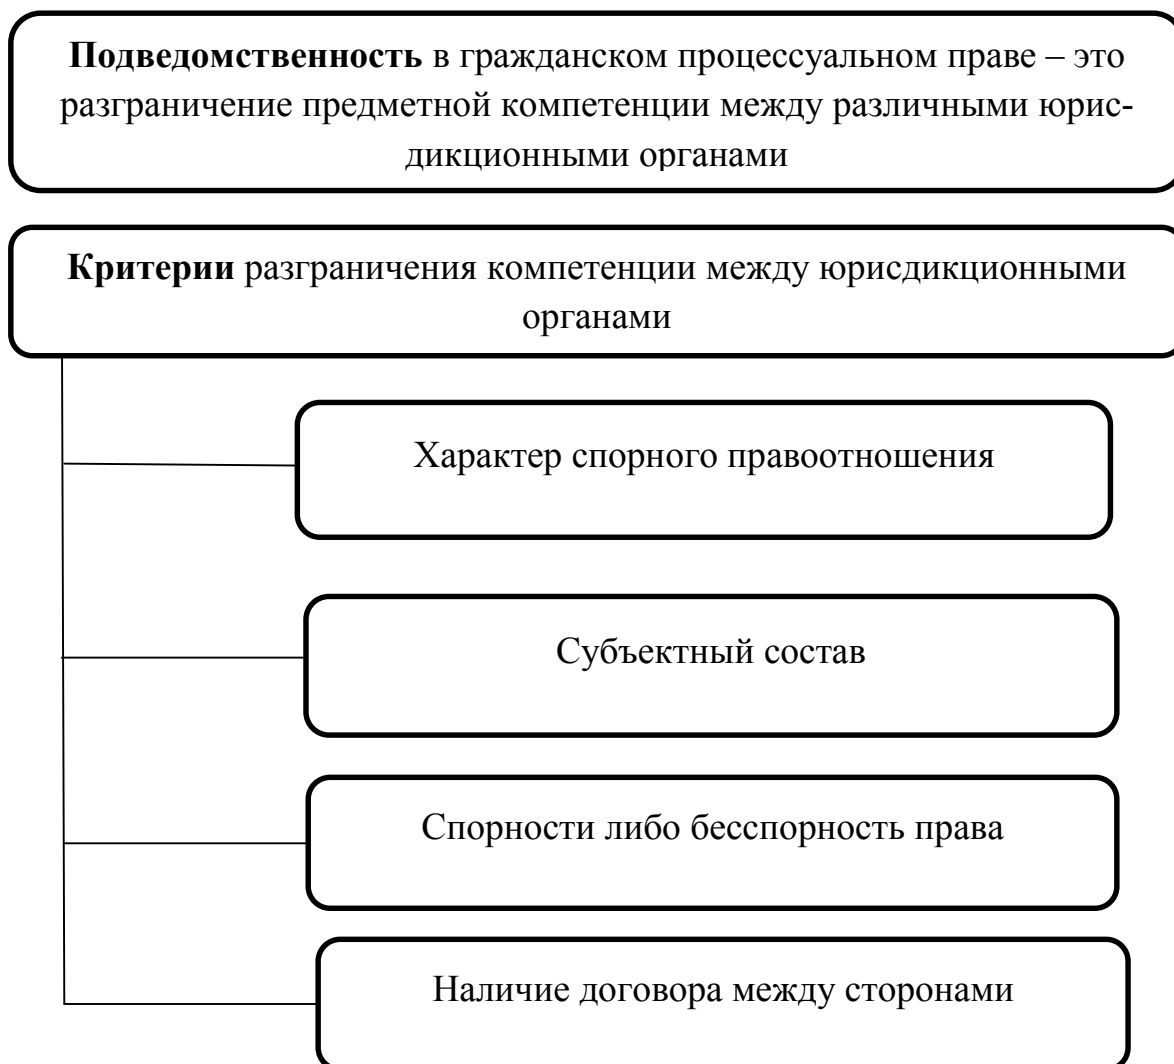 Подведомственность в гражданском процессуальном праве – это
разграничение предметной компетенции между различными юрис-
дикционными органами
Критерии разграничения компетенции между юрисдикционными
органами
Характер спорного правоотношения
Субъектный состав
Спорности либо бесспорность права
Наличие договора между сторонами